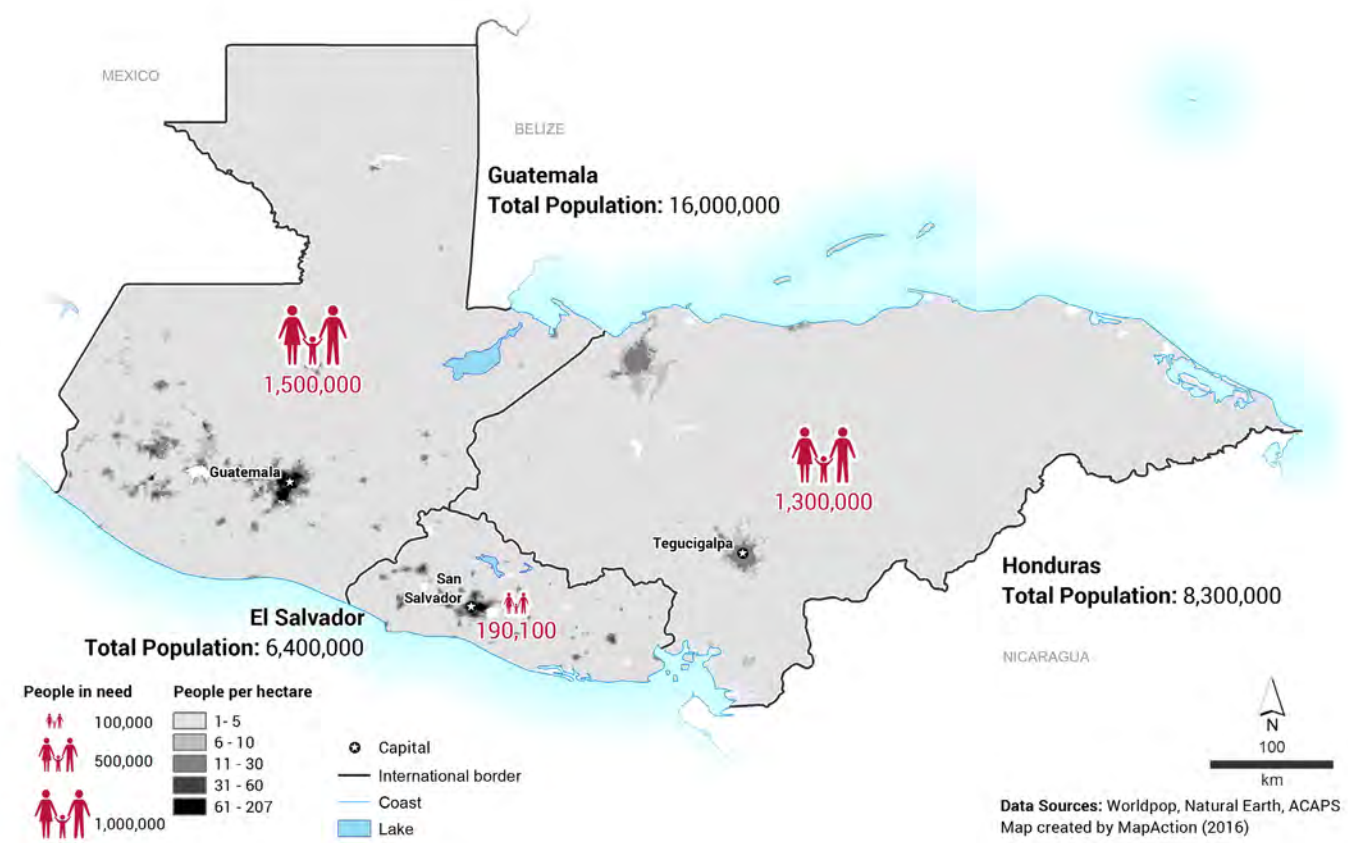 MEXICO
BELIZE
Guatemala
Total Population: 16,000,000
1,500,000
Guatemala
1,300,000
Tegucigalpa
San
Salvador
190,100
El Salvador
Total Population: 6,400,000
Honduras
Total Population: 8,300,000
NICARAGUA
People in need
100,000
500,000
1,000,000
People per hectare
1- 5
6 - 10
11 - 30
31 - 60
61 - 207
Capital
International border
Coast
Lake
N
100
km
Data Sources: Worldpop, Natural Earth, ACAPS
Map created by MapAction (2016)